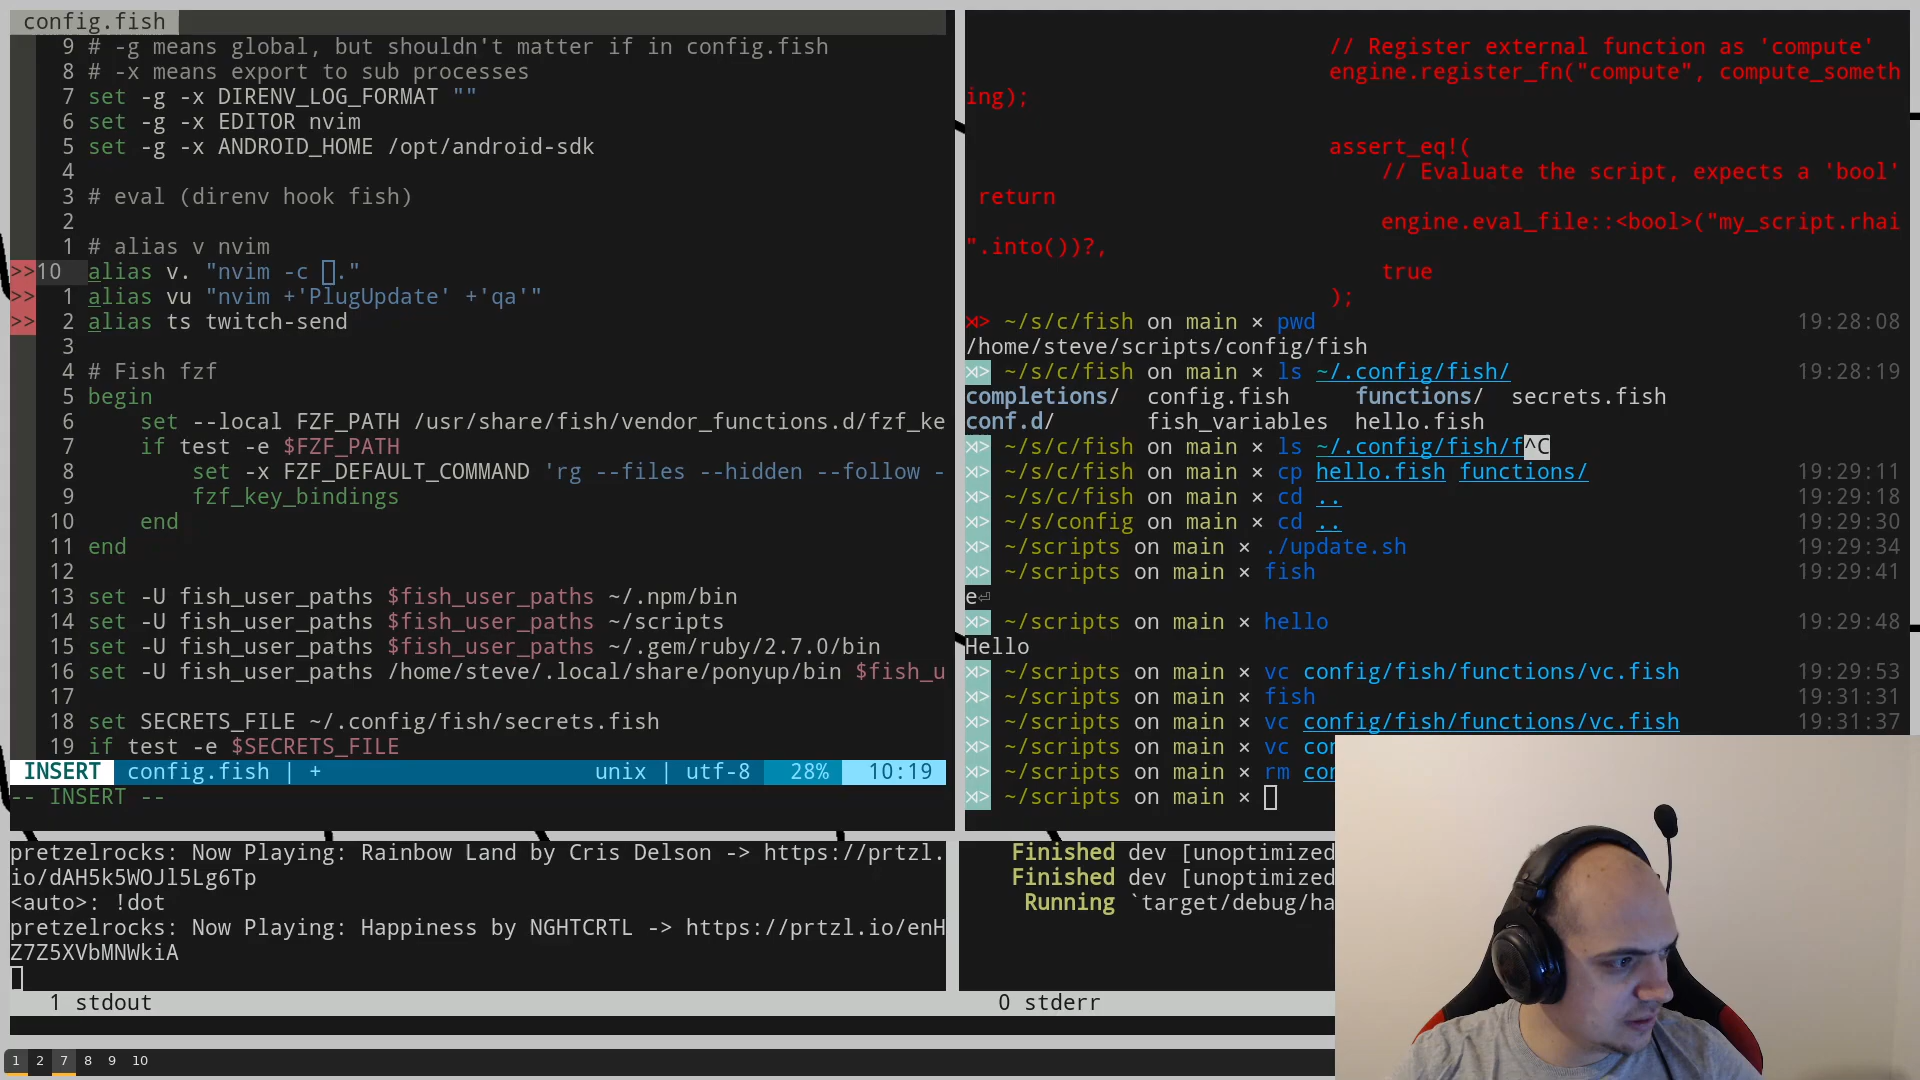 config.fish
9 # -g means global, but shouldn't matter if in config.fish
8 # -x means export to sub processes
7 set -g -x DIRENV_LOG_FORMAT ""
6 set -g -x EDITOR nvim
5 set -g -x ANDROID_HOME /opt/android-sdk
4
3 # eval (direnv hook fish)
2
1 # alias v nvim
>>10 alias v. "nvim -c  ."
>> 1 alias vu "nvim +'PlugUpdate' +'qa'"
>> 2 alias ts twitch-send
3
4 # Fish fzf
5 begin
6     set --local FZF_PATH /usr/share/fish/vendor_functions.d/fzf_ke
7     if test -e $FZF_PATH
8         set -x FZF_DEFAULT_COMMAND 'rg --files --hidden --follow -
9         fzf_key_bindings
10     end
11 end
12
13 set -U fish_user_paths $fish_user_paths ~/.npm/bin
14 set -U fish_user_paths $fish_user_paths ~/scripts
15 set -U fish_user_paths $fish_user_paths ~/.gem/ruby/2.7.0/bin
16 set -U fish_user_paths /home/steve/.local/share/ponyup/bin $fish_u
17
18 set SECRETS_FILE ~/.config/fish/secrets.fish
19 if test -e $SECRETS_FILE
INSERT config.fish | + unix | utf-8 28% 10:19
-- INSERT --
// Register external function as 'compute'
engine.register_fn("compute", compute_someth
ing);
assert_eq!(
// Evaluate the script, expects a 'bool'
return
engine.eval_file::<bool>("my_script.rhai
".into())?,
true
);
⋊> ~/s/c/fish on main × pwd 19:28:08
/home/steve/scripts/config/fish
⋊> ~/s/c/fish on main × ls ~/.config/fish/ 19:28:19
completions/ config.fish functions/ secrets.fish
conf.d/ fish_variables hello.fish
⋊> ~/s/c/fish on main × ls ~/.config/fish/f^C
⋊> ~/s/c/fish on main × cp hello.fish functions/ 19:29:11
⋊> ~/s/c/fish on main × cd .. 19:29:18
⋊> ~/s/config on main × cd .. 19:29:30
⋊> ~/scripts on main × ./update.sh 19:29:34
⋊> ~/scripts on main × fish 19:29:41
e⏎
⋊> ~/scripts on main × hello 19:29:48
Hello
⋊> ~/scripts on main × vc config/fish/functions/vc.fish 19:29:53
⋊> ~/scripts on main × fish 19:31:31
⋊> ~/scripts on main × vc config/fish/functions/vc.fish 19:31:37
⋊> ~/scripts on main × vc con
⋊> ~/scripts on main × rm con
⋊> ~/scripts on main ×
pretzelrocks: Now Playing: Rainbow Land by Cris Delson -> https://prtzl.
io/dAH5k5WOJl5Lg6Tp
<auto>: !dot
pretzelrocks: Now Playing: Happiness by NGHTCRTL -> https://prtzl.io/enH
Z7Z5XVbMNWkiA
1 stdout
Finished dev [unoptimized
Finished dev [unoptimized
Running `target/debug/ha
0 stderr
1 2 7 8 9 10